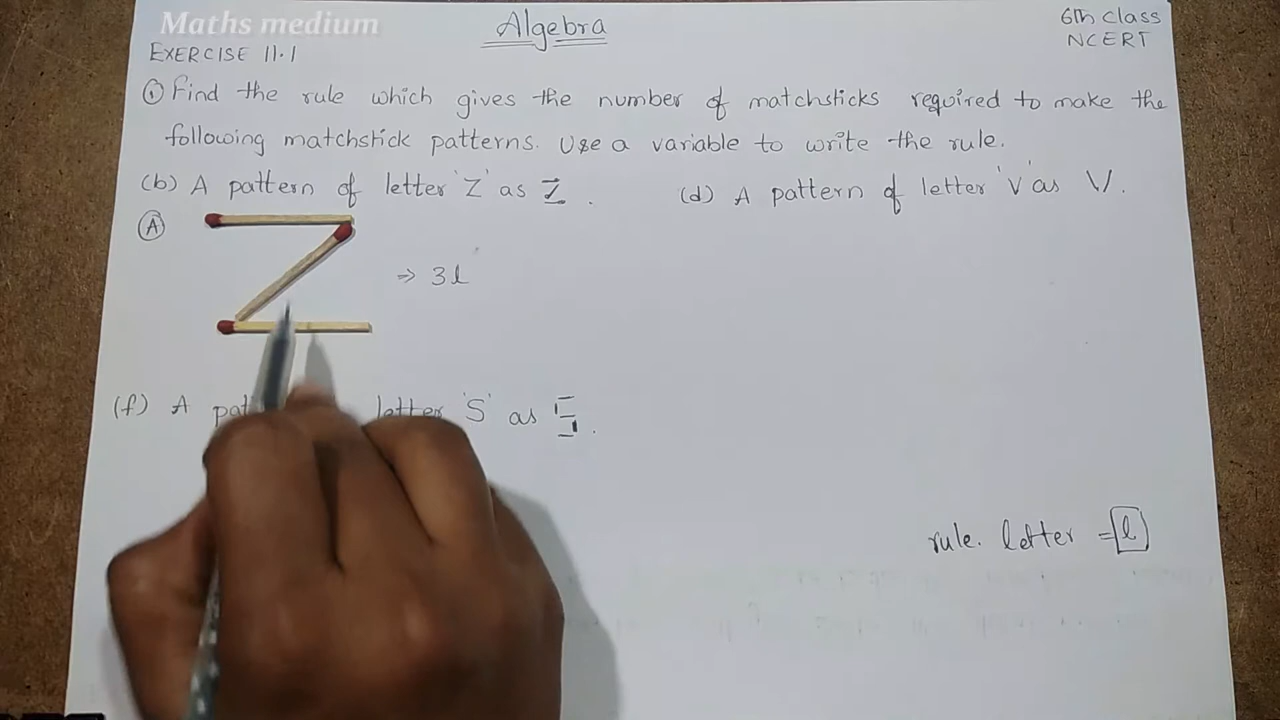 Maths medium
Algebra
6th class
NCERT
EXERCISE 11.1
① Find the rule which gives the number of matchsticks required to make the
following matchstick patterns. Use a variable to write the rule.
(b) A pattern of letter 'Z' as Z.
(d) A pattern of letter 'V' as V.
Ⓐ
⇒ 3l
(f) A letter 'S' as S.
rule. letter = l